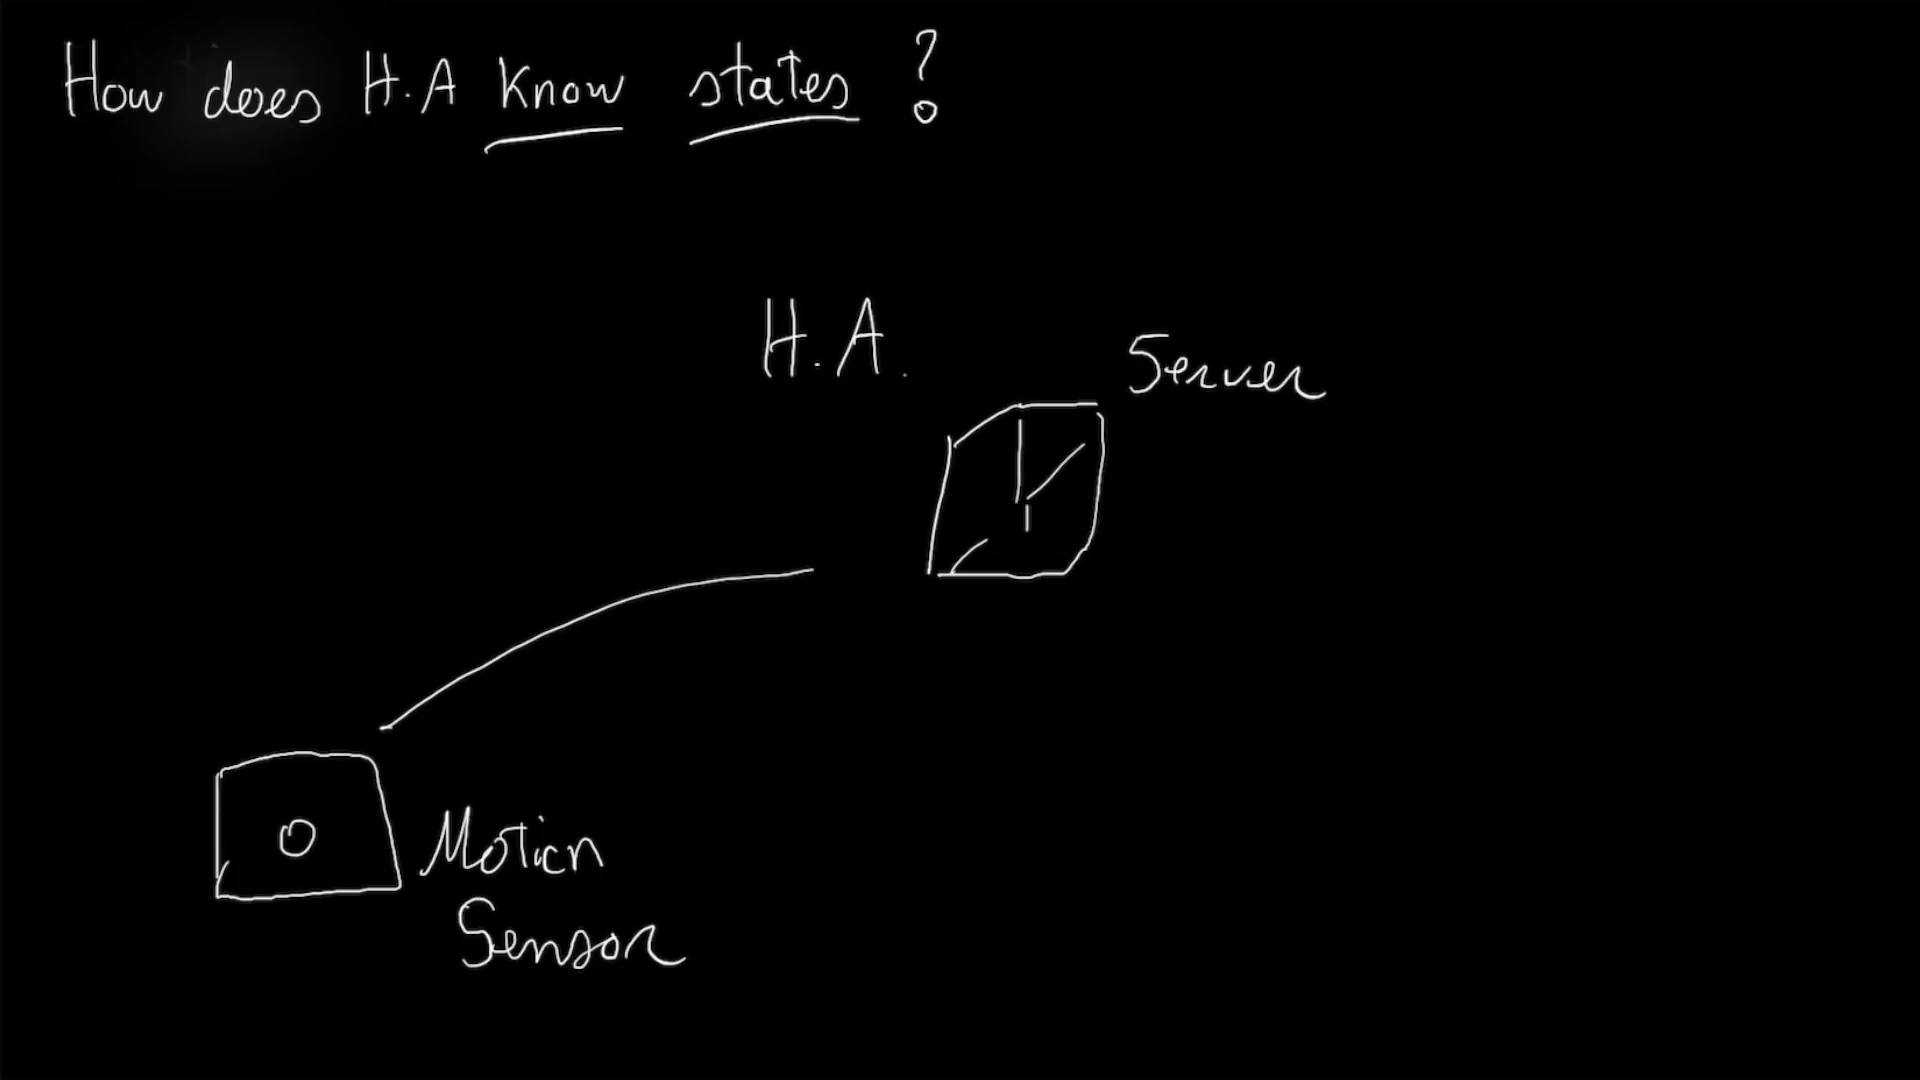 How does H.A know states ?
H.A.
Server
Motion
Sensor